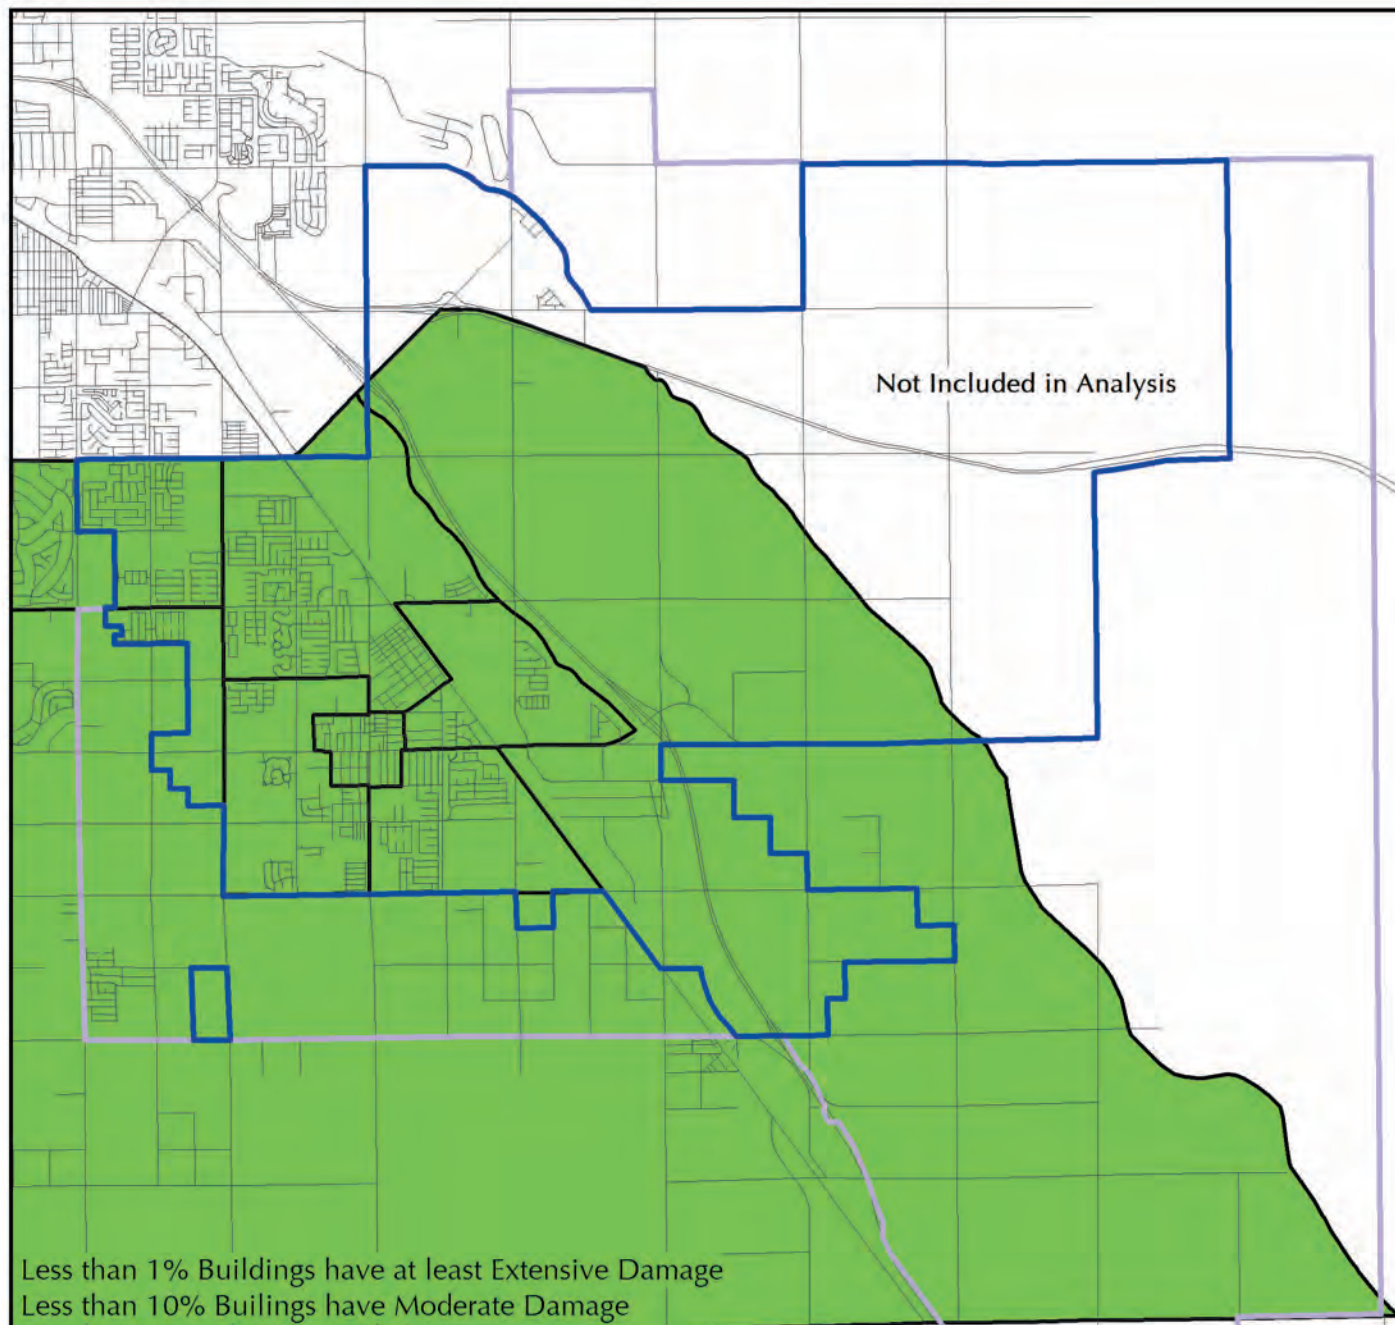 Not Included in Analysis
Less than 1% Buildings have at least Extensive Damage
Less than 10% Builings have Moderate Damage